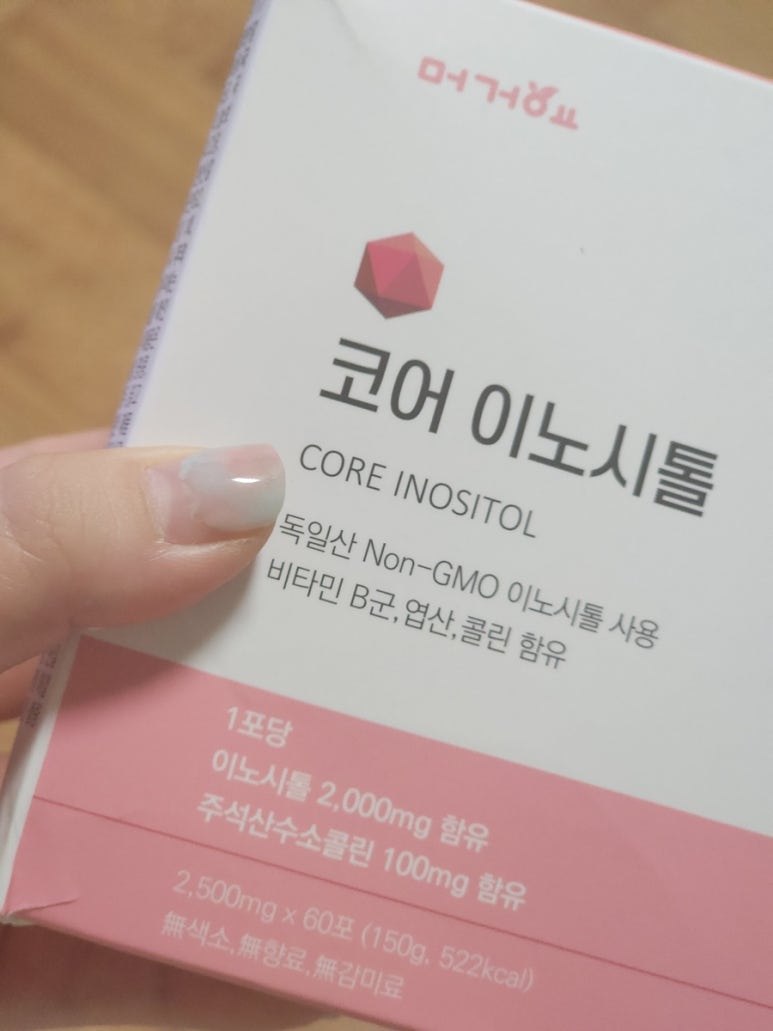 머거유
코어 이노시톨
CORE INOSITOL
독일산 Non-GMO 이노시톨 사용
비타민 B군,엽산,콜린 함유
1포당
이노시톨 2,000mg 함유
주석산수소콜린 100mg 함유
2,500mg x 60포 (150g, 522kcal)
無색소,無향료,無감미료